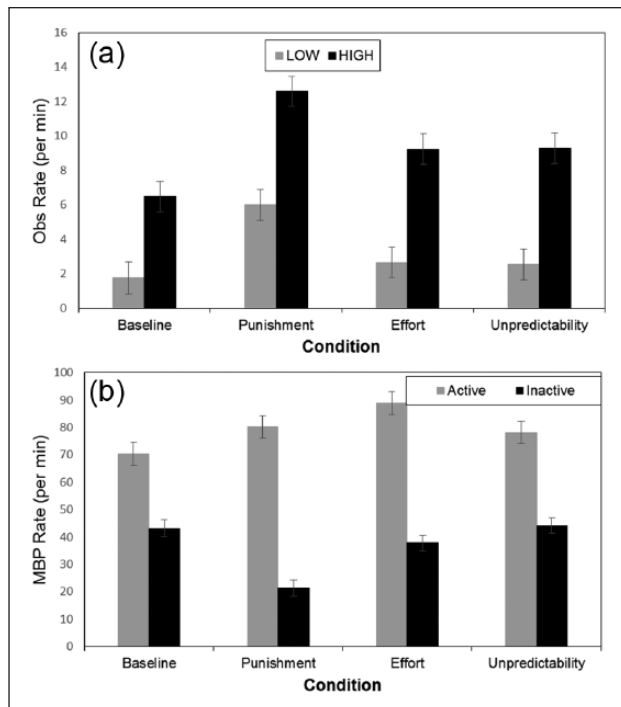 (a)
LOW HIGH
16
14
12
10
8
6
4
2
0
Obs Rate (per min)
Baseline Punishment Effort Unpredictability
Condition
(b)
Active Inactive
100
90
80
70
60
50
40
30
20
10
0
MBP Rate (per min)
Baseline Punishment Effort Unpredictability
Condition